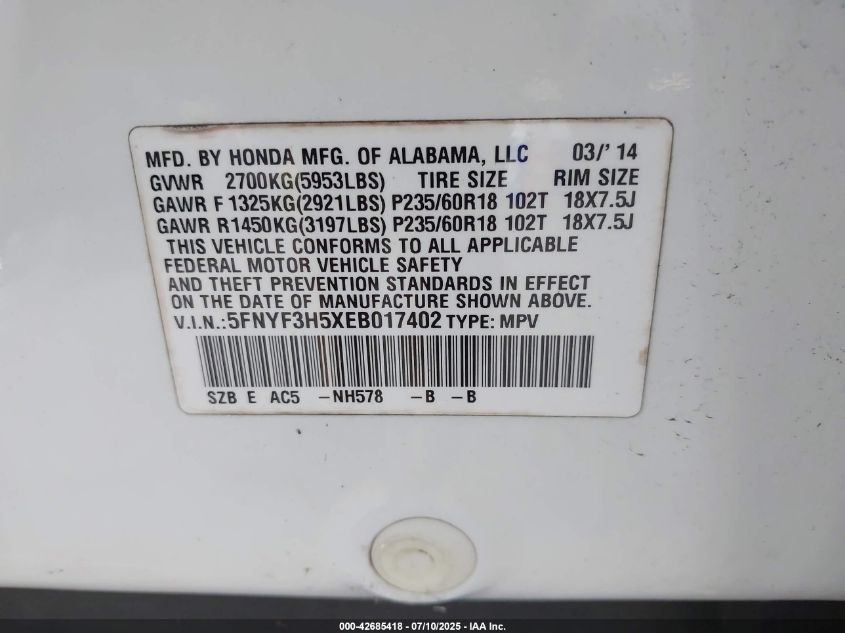 MFD. BY HONDA MFG. OF ALABAMA, LLC 03/' 14
GVWR 2700KG(5953LBS) TIRE SIZE RIM SIZE
GAWR F 1325KG(2921LBS) P235/60R18 102T 18X7.5J
GAWR R1450KG(3197LBS) P235/60R18 102T 18X7.5J
THIS VEHICLE CONFORMS TO ALL APPLICABLE
FEDERAL MOTOR VEHICLE SAFETY
AND THEFT PREVENTION STANDARDS IN EFFECT
ON THE DATE OF MANUFACTURE SHOWN ABOVE.
V.I.N.:5FNYF3H5XEB017402 TYPE: MPV
SZB E AC5 -NH578 -B -B
000-42685418 - 07/10/2025 - IAA Inc.